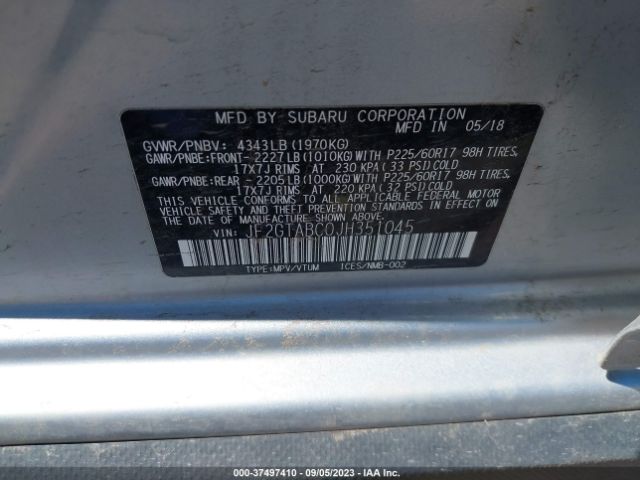 MFD BY SUBARU CORPORATION
MFD IN 05/18
GVWR/PNBV: 4343LB (1970KG)
GAWR/PNBE:FRONT- 2227LB (1010KG) WITH P225/60R17 98H TIRES,
17x7J RIMS AT 230 KPA ( 33 PSI) COLD
GAWR/PNBE:REAR - 2205LB (1000KG) WITH P225/60R17 98H TIRES,
17x7J RIMS AT 220 KPA ( 32 PSI) COLD
THIS VEHICLE CONFORMS TO ALL APPLICABLE FEDERAL MOTOR
VEHICLE SAFETY, BUMPER, AND THEFT PREVENTION STANDARDS IN EFFECT ON
THE DATE OF MANUFACTURE SHOWN ABOVE.
VIN: JF2GTABC0JH351045
TYPE:MPV/VTUM ICES/NMB-002
00-37497410 - 09/05/2023 - IAAI